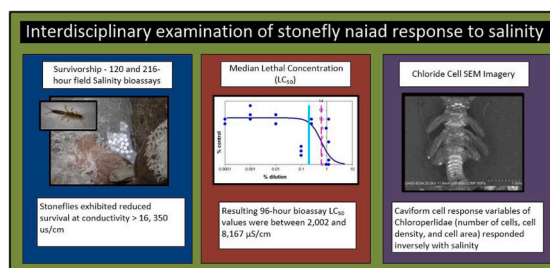 Interdisciplinary examination of stonefly naiad response to salinity
Survivorship - 120 and 216-
hour field Salinity bioassays
Stoneflies exhibited reduced
survival at conductivity > 16, 350
us/cm
Median Lethal Concentration
(LC50)
% control
0.0001
0.001
0.01
0.1
1
10
% dilution
Resulting 96-hour bioassay LC50
values were between 2,002 and
8,167 µS/cm
Chloride Cell SEM Imagery
Caviform cell response variables of
Chloroperlidae (number of cells, cell
density, and cell area) responded
inversely with salinity